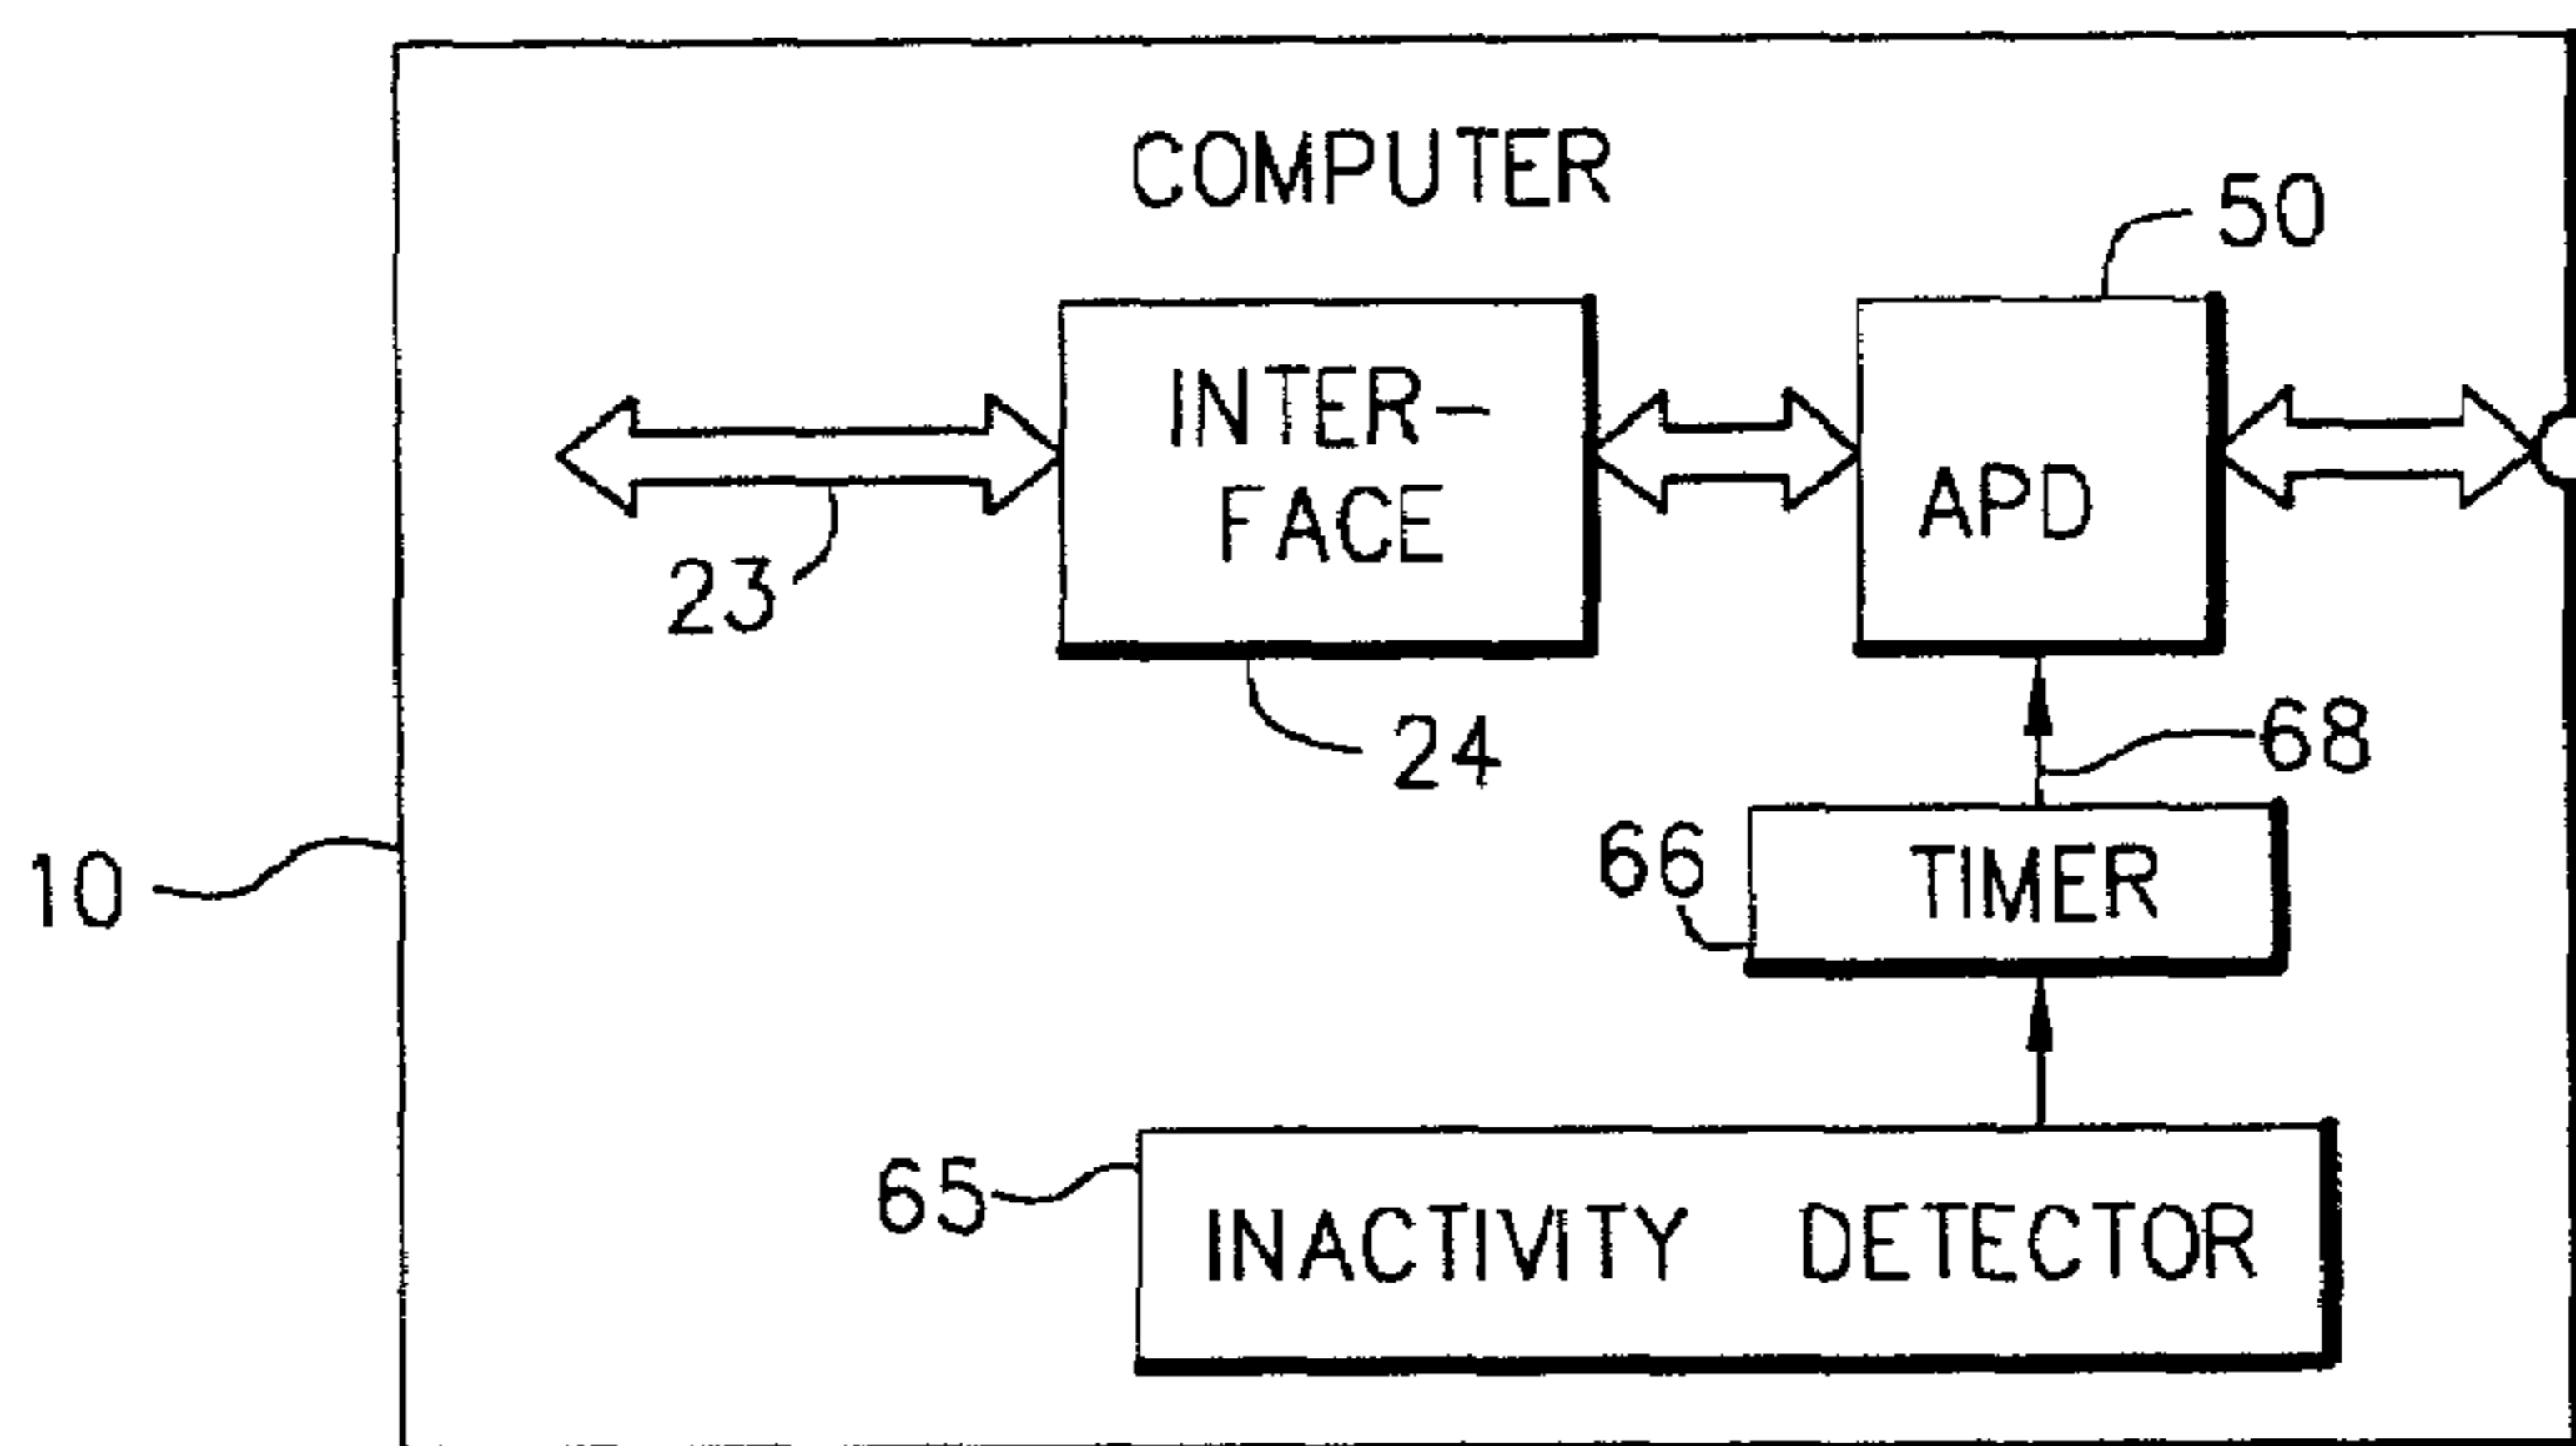 COMPUTER
50
INTER-
FACE
APD
23
24
68
10
66
TIMER
65
INACTIVITY DETECTOR